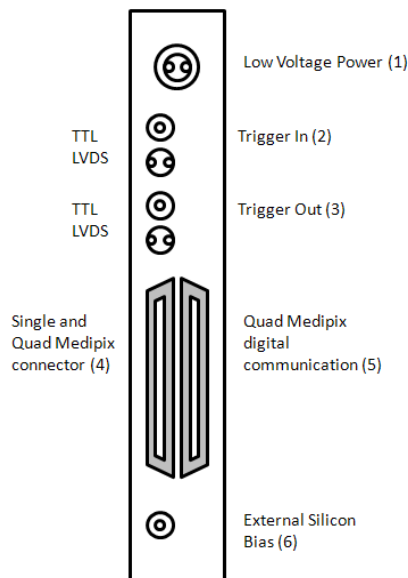 Low Voltage Power (1)
TTL
LVDS
Trigger In (2)
TTL
LVDS
Trigger Out (3)
Single and
Quad Medipix
connector (4)
Quad Medipix
digital
communication (5)
External Silicon
Bias (6)